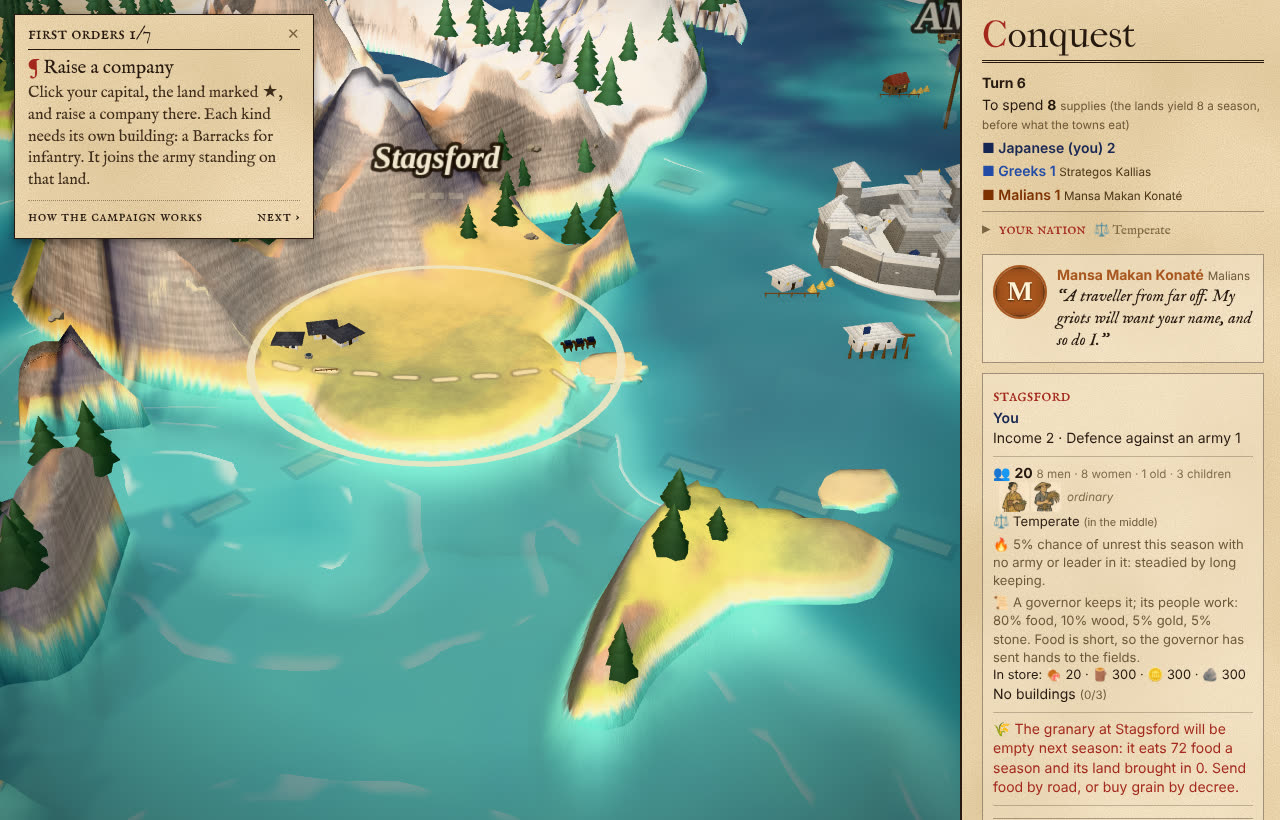 FIRST ORDERS 1/7
×
¶ Raise a company
Click your capital, the land marked ★,
and raise a company there. Each kind
needs its own building: a Barracks for
infantry. It joins the army standing on
that land.
HOW THE CAMPAIGN WORKS
NEXT ›
Stagsford
AM
Conquest
Turn 6
To spend 8 supplies (the lands yield 8 a season,
before what the towns eat)
Japanese (you) 2
Greeks 1 Strategos Kallias
Malians 1 Mansa Makan Konaté
▶ YOUR NATION ⚖️ Temperate
M
Mansa Makan Konaté Malians
“A traveller from far off. My
griots will want your name, and
so do I.”
STAGSFORD
You
Income 2 · Defence against an army 1
👥 20 8 men · 8 women · 1 old · 3 children
ordinary
⚖️ Temperate (in the middle)
🔥 5% chance of unrest this season with
no army or leader in it: steadied by long
keeping.
📜 A governor keeps it; its people work:
80% food, 10% wood, 5% gold, 5%
stone. Food is short, so the governor has
sent hands to the fields.
In store: 🍖 20 · 🪵 300 · 🪙 300 · 🪨 300
No buildings (0/3)
🌾 The granary at Stagsford will be
empty next season: it eats 72 food a
season and its land brought in 0. Send
food by road, or buy grain by decree.